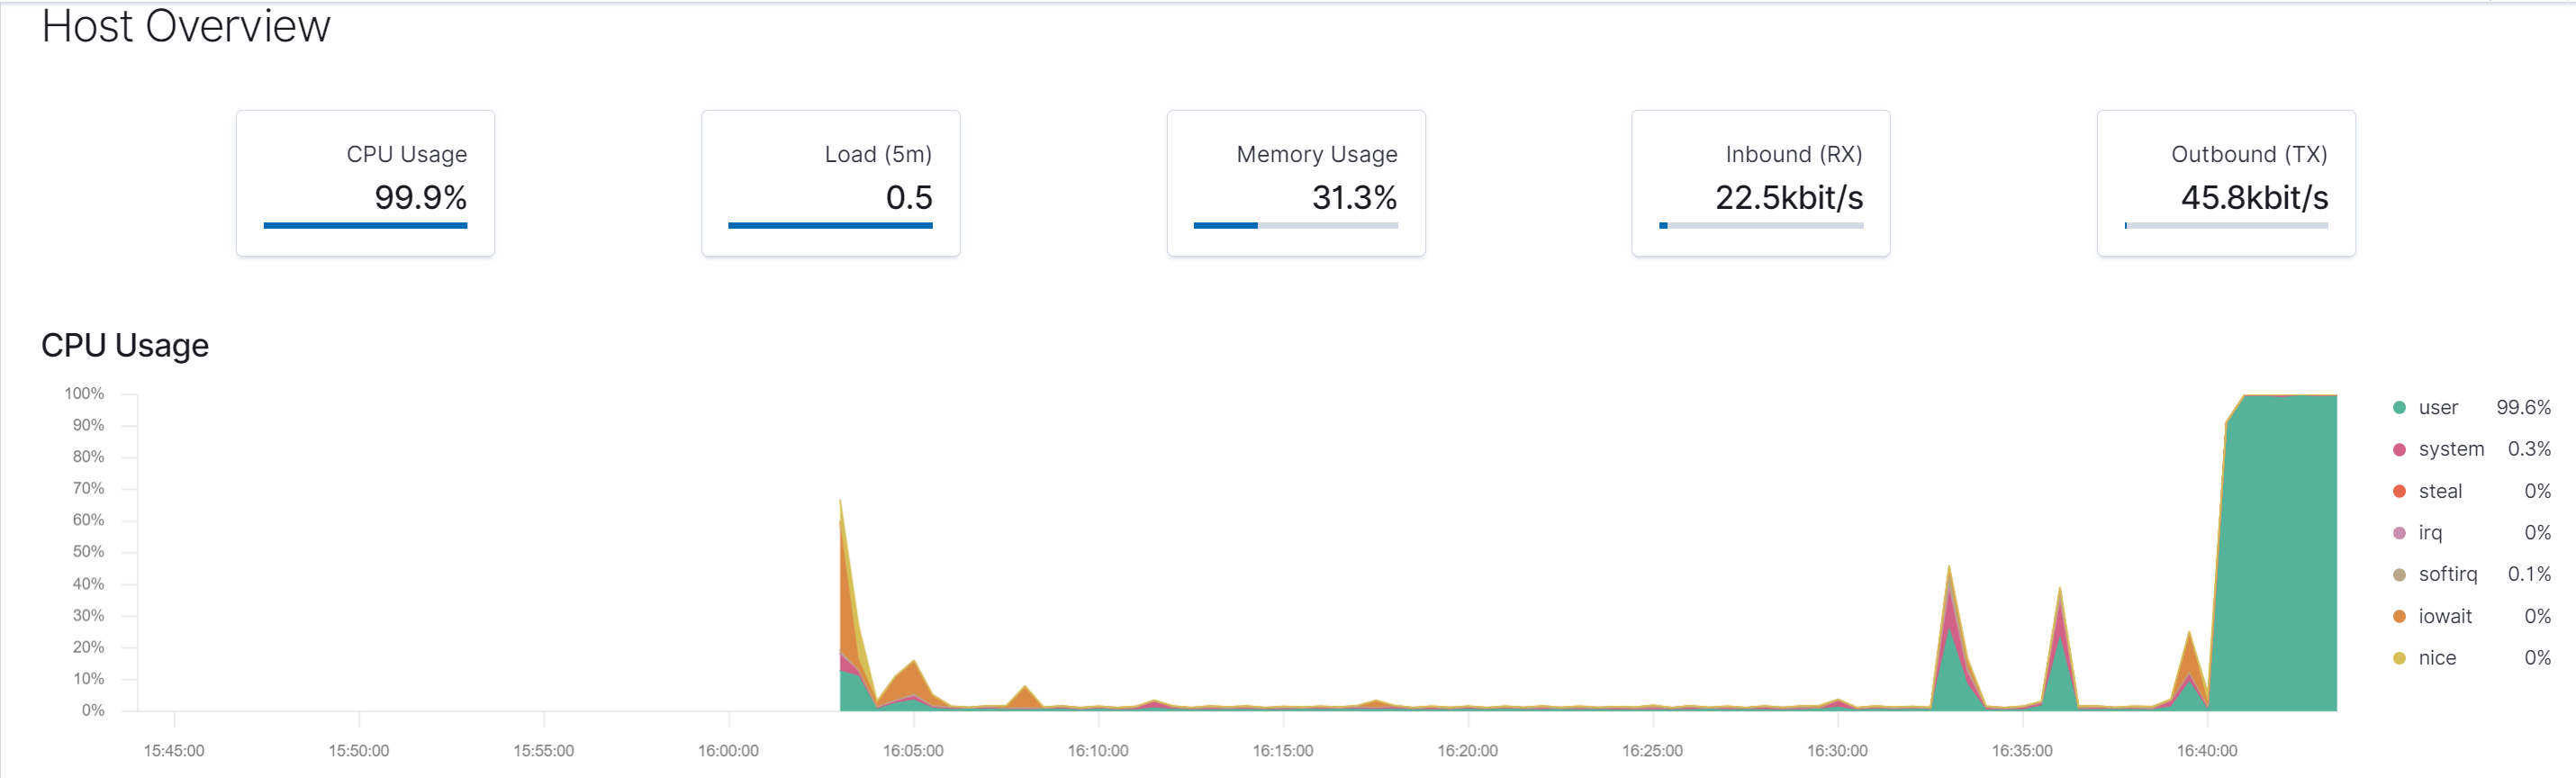 Host Overview
CPU Usage
99.9%
Load (5m)
0.5
Memory Usage
31.3%
Inbound (RX)
22.5kbit/s
Outbound (TX)
45.8kbit/s
CPU Usage
100%
90%
80%
70%
60%
50%
40%
30%
20%
10%
0%
15:45:00
15:50:00
15:55:00
16:00:00
16:05:00
16:10:00
16:15:00
16:20:00
16:25:00
16:30:00
16:35:00
16:40:00
user 99.6%
system 0.3%
steal 0%
irq 0%
softirq 0.1%
iowait 0%
nice 0%